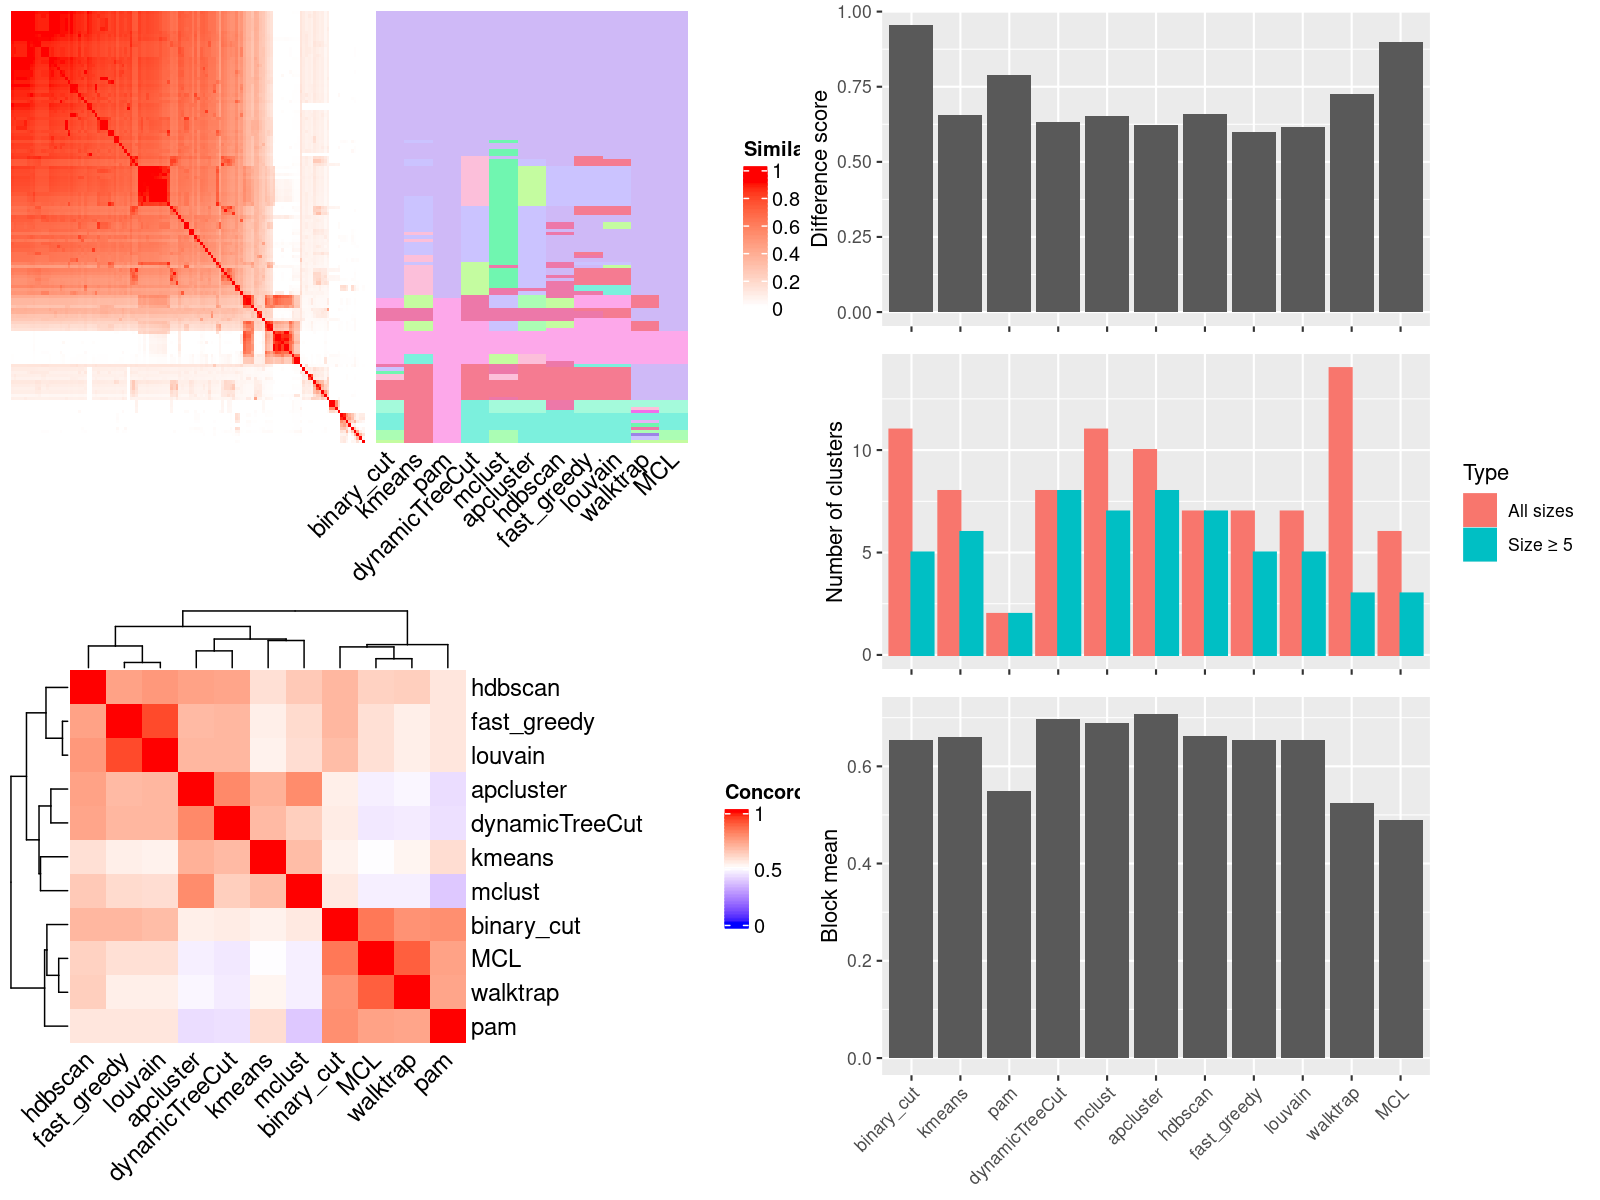 Simila
1
0.8
0.6
0.4
0.2
0
binary_cut
kmeans
pam
dynamicTreeCut
mclust
apcluster
hdbscan
fast_greedy
louvain
walktrap
MCL
hdbscan
fast_greedy
louvain
apcluster
dynamicTreeCut
kmeans
mclust
binary_cut
MCL
walktrap
pam
hdbscan
fast_greedy
louvain
apcluster
dynamicTreeCut
kmeans
mclust
binary_cut
MCL
walktrap
pam
Concord
1
0.5
0
Difference score
1.00
0.75
0.50
0.25
0.00
Number of clusters
10
5
0
Type
All sizes
Size ≥ 5
Block mean
0.6
0.4
0.2
0.0
binary_cut
kmeans
pam
dynamicTreeCut
mclust
apcluster
hdbscan
fast_greedy
louvain
walktrap
MCL